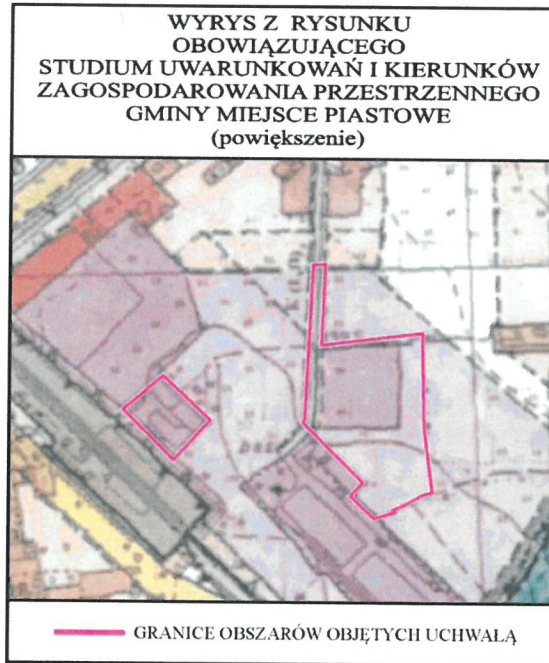 WYRYS Z RYSUNKU
OBOWIĄZUJĄCEGO
STUDIUM UWARUNKOWAŃ I KIERUNKÓW
ZAGOSPODAROWANIA PRZESTRZENNEGO
GMINY MIEJSCE PIASTOWE
(powiększenie)
GRANICE OBSZARÓW OBJĘTYCH UCHWAŁĄ